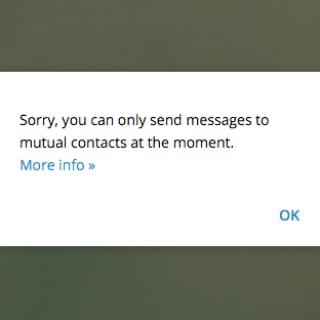 Sorry, you can only send messages to
mutual contacts at the moment.
More info »
OK